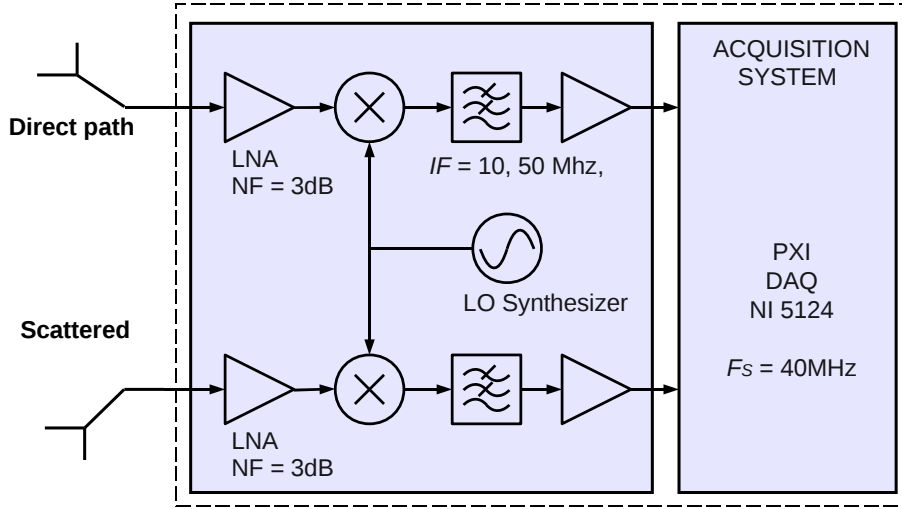 Direct path
LNA
NF = 3dB
IF = 10, 50 Mhz,
LO Synthesizer
Scattered
LNA
NF = 3dB
ACQUISITION
SYSTEM
PXI
DAQ
NI 5124
Fs = 40MHz